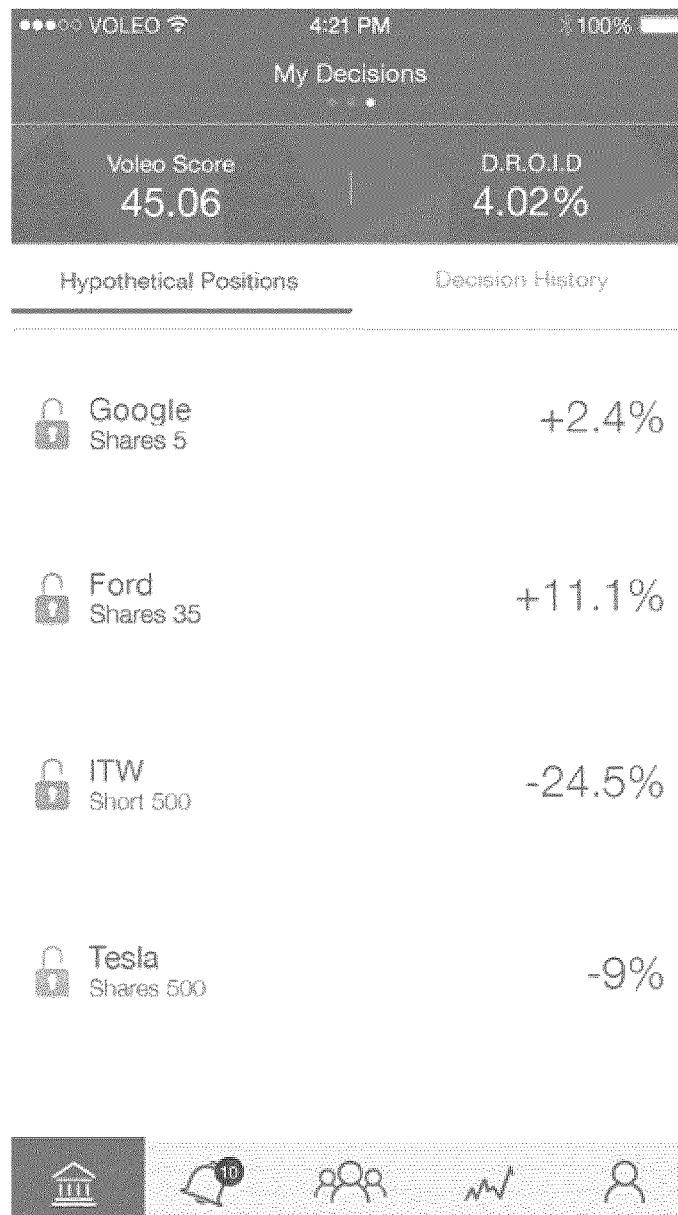 VOLEO 4:21 PM 100%
My Decisions
Voleo Score D.R.O.I.D
45.06 4.02%
Hypothetical Positions Decision History
Google +2.4%
Shares 5
Ford +11.1%
Shares 35
ITW -24.5%
Short 500
Tesla -9%
Shares 500
10